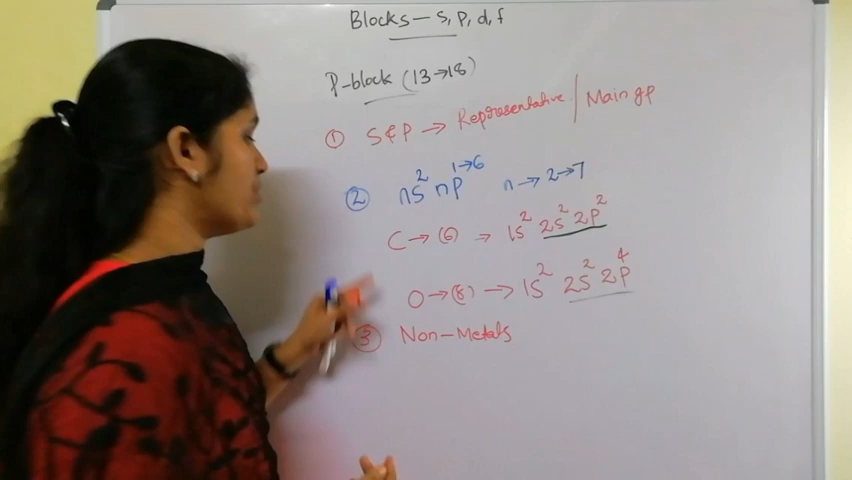 Blocks – s, p, d, f
P-block (13→18)
① S & P → Representative / Main gp
② ns² np¹→⁶ n → 2→7
C → (6) → 1s² 2s² 2p²
O → (8) → 1s² 2s² 2p⁴
③ Non-Metals